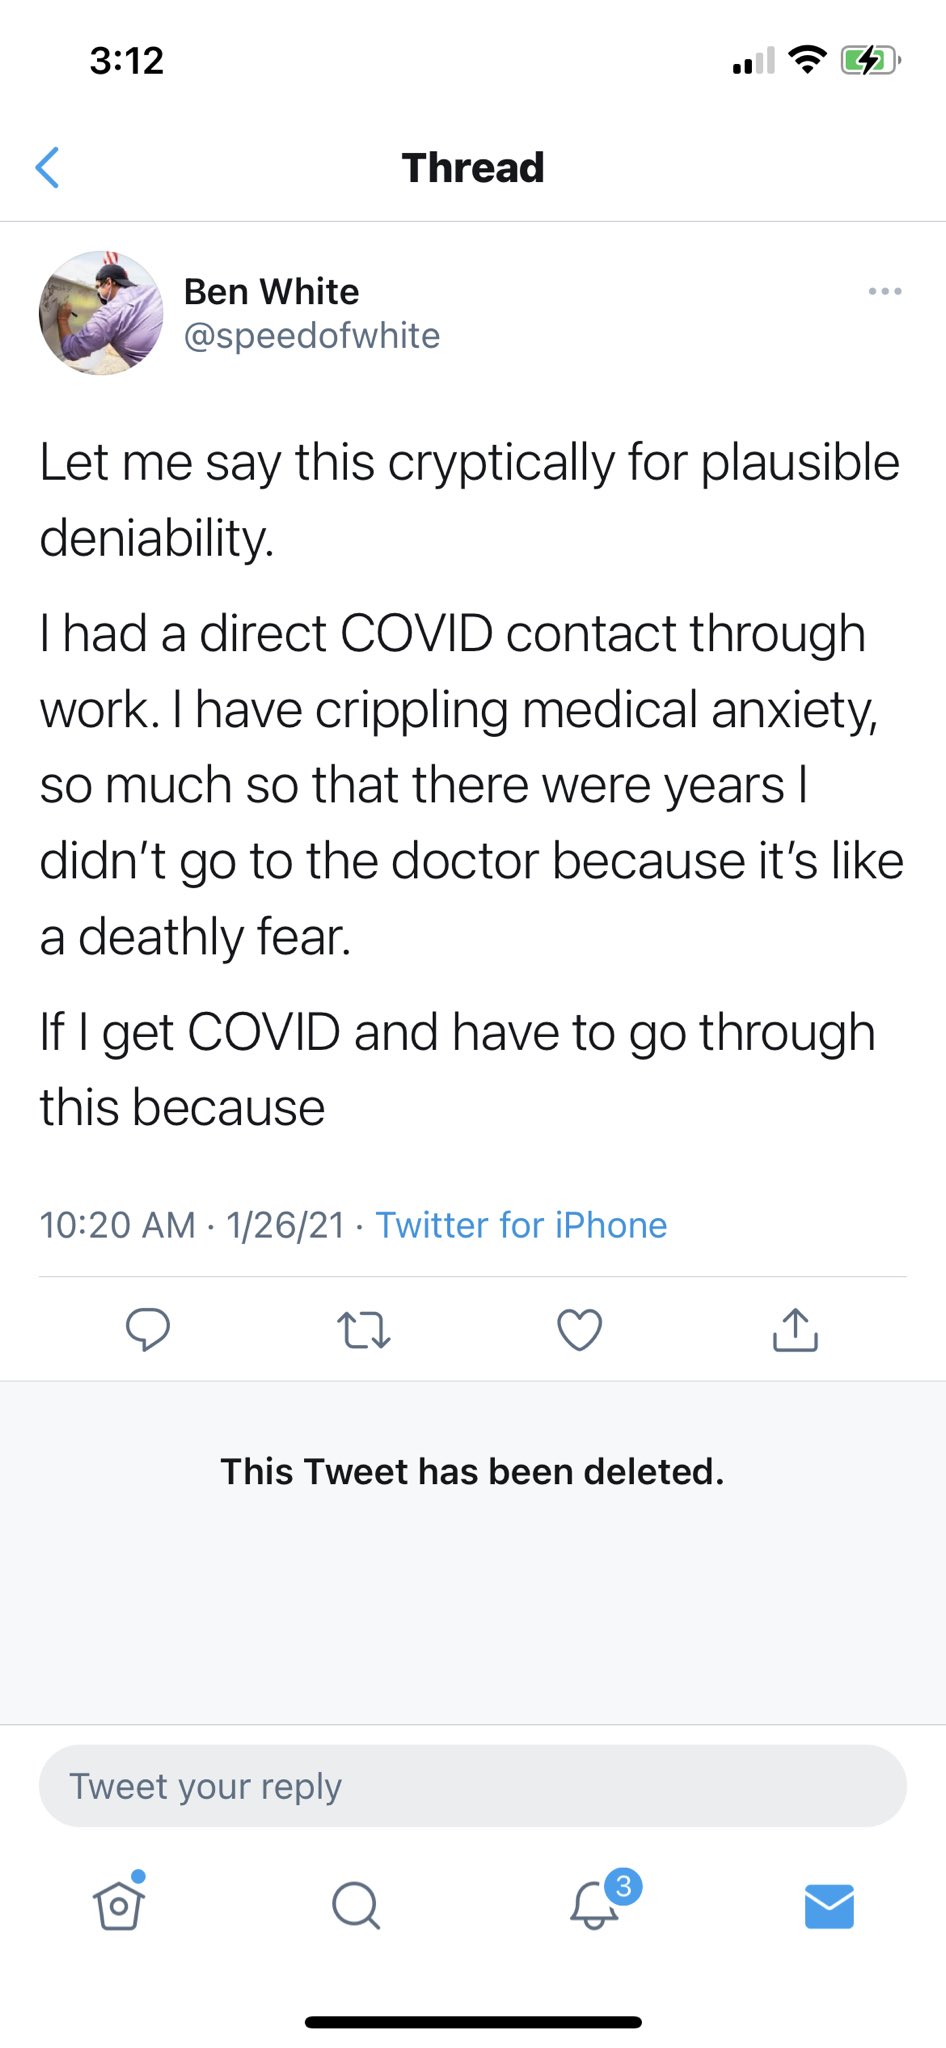 3:12
Thread
Ben White
@speedofwhite
Let me say this cryptically for plausible
deniability.
I had a direct COVID contact through
work. I have crippling medical anxiety,
so much so that there were years I
didn’t go to the doctor because it’s like
a deathly fear.
If I get COVID and have to go through
this because
10:20 AM · 1/26/21 · Twitter for iPhone
This Tweet has been deleted.
Tweet your reply
3